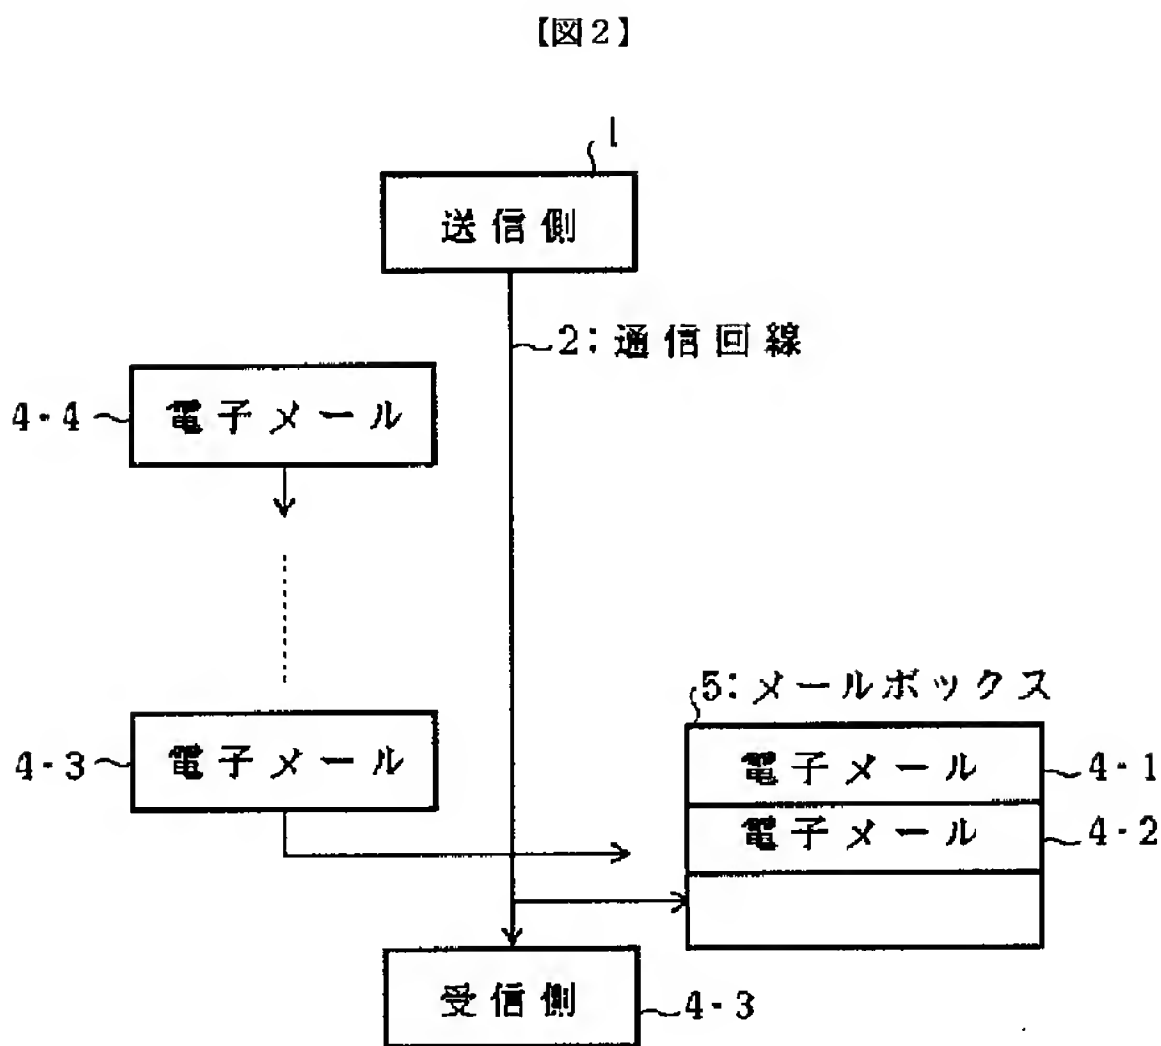 【図2】
1
送信側
2:通信回線
4・4
電子メール
4・3
電子メール
5:メールボックス
電子メール
4・1
電子メール
4・2
受信側
4・3